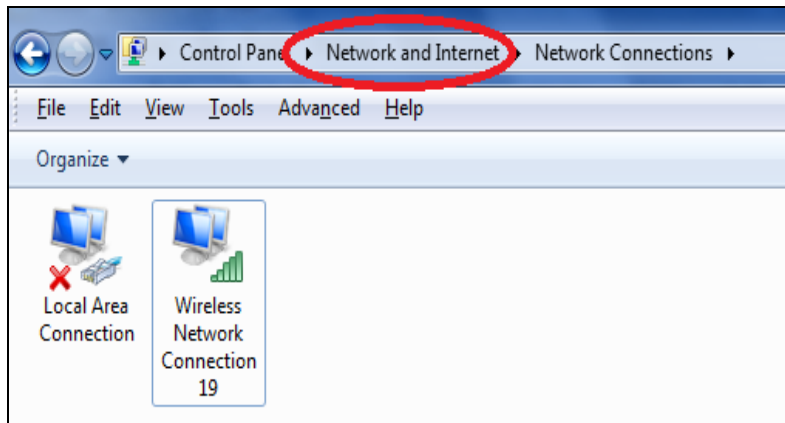 Control Panel ▸ Network and Internet ▸ Network Connections ▸
File Edit View Tools Advanced Help
Organize ▾
Local Area
Connection
Wireless
Network
Connection
19